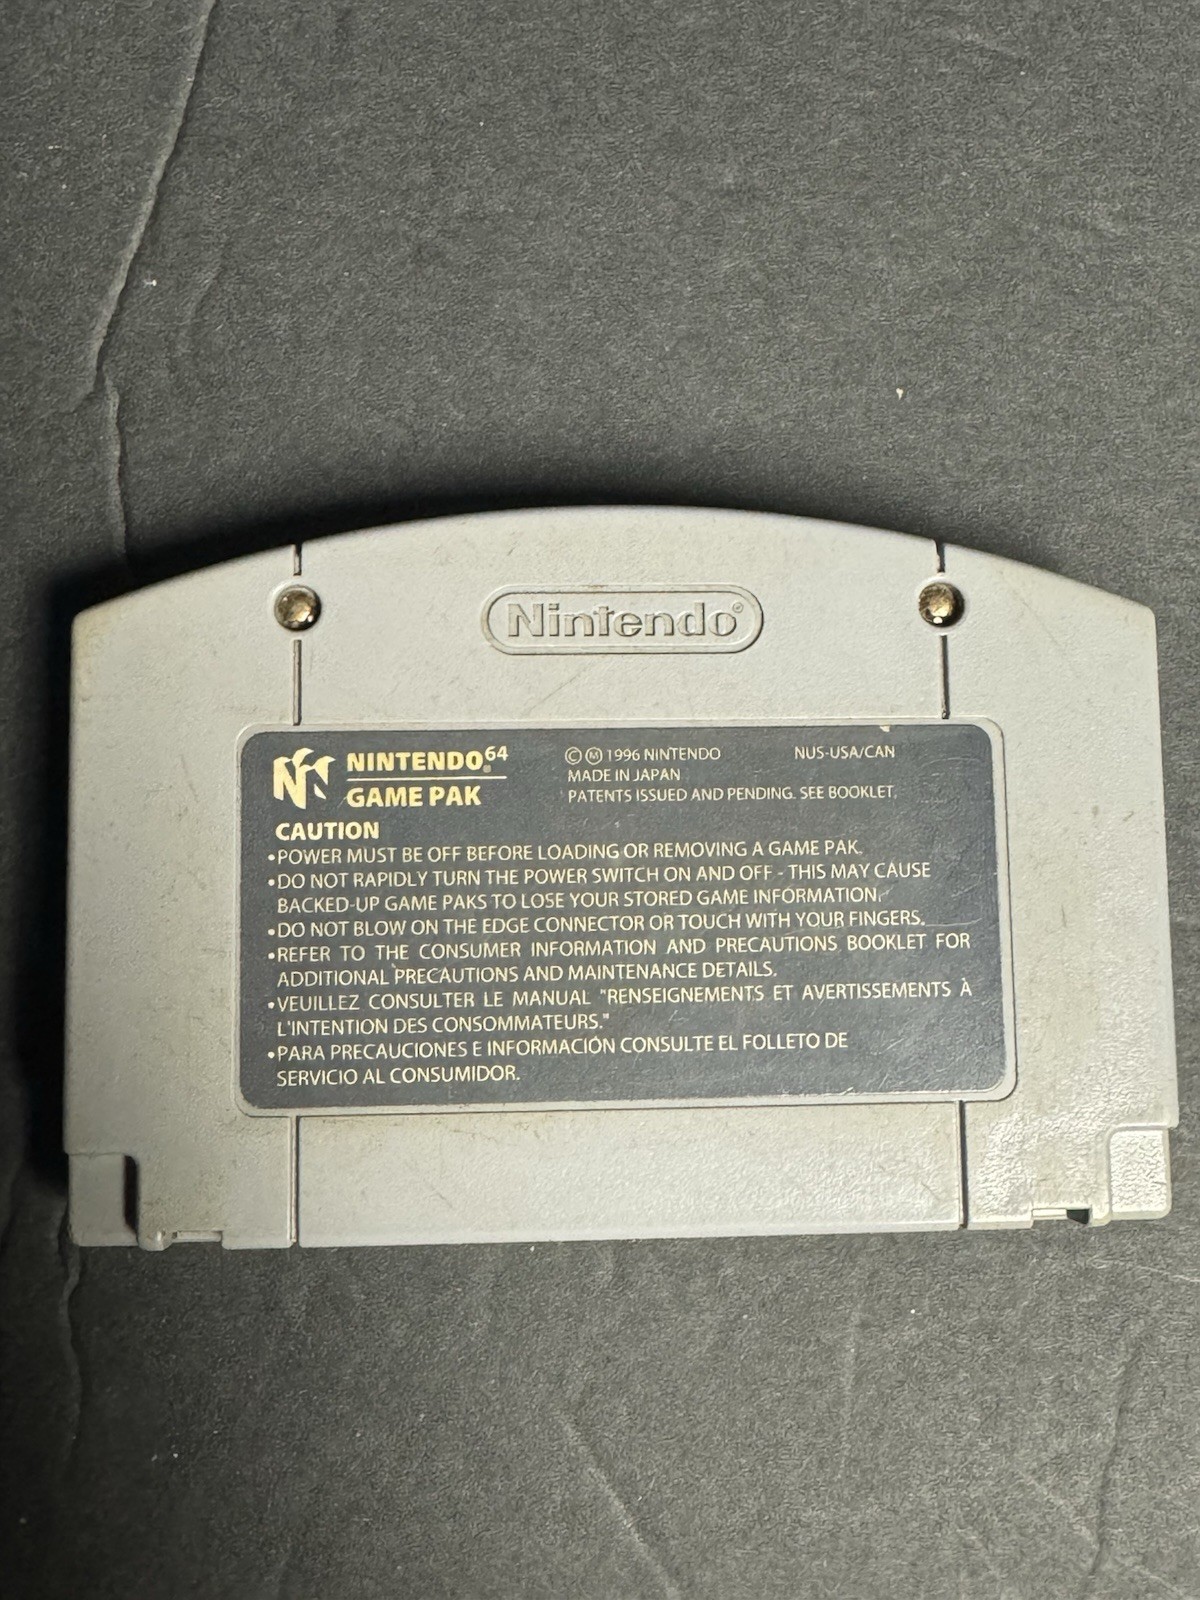 Nintendo®
NINTENDO64
GAME PAK
© Ⓜ 1996 NINTENDO NUS-USA/CAN
MADE IN JAPAN
PATENTS ISSUED AND PENDING. SEE BOOKLET.
CAUTION
•POWER MUST BE OFF BEFORE LOADING OR REMOVING A GAME PAK.
•DO NOT RAPIDLY TURN THE POWER SWITCH ON AND OFF - THIS MAY CAUSE
BACKED-UP GAME PAKS TO LOSE YOUR STORED GAME INFORMATION.
•DO NOT BLOW ON THE EDGE CONNECTOR OR TOUCH WITH YOUR FINGERS.
•REFER TO THE CONSUMER INFORMATION AND PRECAUTIONS BOOKLET FOR
ADDITIONAL PRECAUTIONS AND MAINTENANCE DETAILS.
•VEUILLEZ CONSULTER LE MANUAL "RENSEIGNEMENTS ET AVERTISSEMENTS À
L'INTENTION DES CONSOMMATEURS."
•PARA PRECAUCIONES E INFORMACIÓN CONSULTE EL FOLLETO DE
SERVICIO AL CONSUMIDOR.